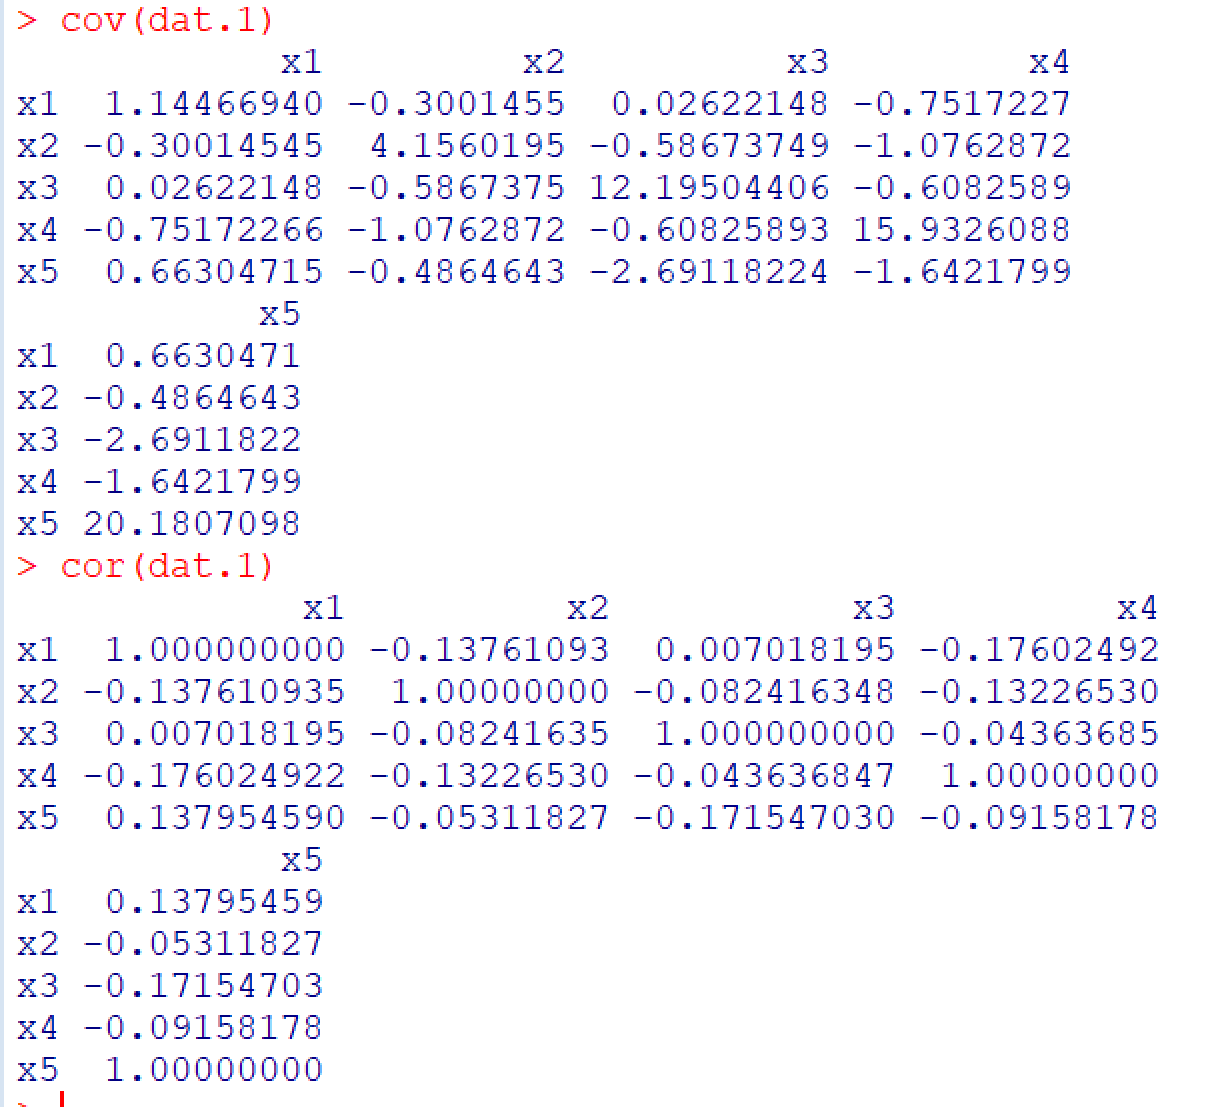 > cov(dat.1)
            x1         x2          x3         x4
x1  1.14466940 -0.3001455  0.02622148 -0.7517227
x2 -0.30014545  4.1560195 -0.58673749 -1.0762872
x3  0.02622148 -0.5867375 12.19504406 -0.6082589
x4 -0.75172266 -1.0762872 -0.60825893 15.9326088
x5  0.66304715 -0.4864643 -2.69118224 -1.6421799
           x5
x1  0.6630471
x2 -0.4864643
x3 -2.6911822
x4 -1.6421799
x5 20.1807098
> cor(dat.1)
             x1          x2           x3          x4
x1  1.000000000 -0.13761093  0.007018195 -0.17602492
x2 -0.137610935  1.00000000 -0.082416348 -0.13226530
x3  0.007018195 -0.08241635  1.000000000 -0.04363685
x4 -0.176024922 -0.13226530 -0.043636847  1.00000000
x5  0.137954590 -0.05311827 -0.171547030 -0.09158178
            x5
x1  0.13795459
x2 -0.05311827
x3 -0.17154703
x4 -0.09158178
x5  1.00000000
>